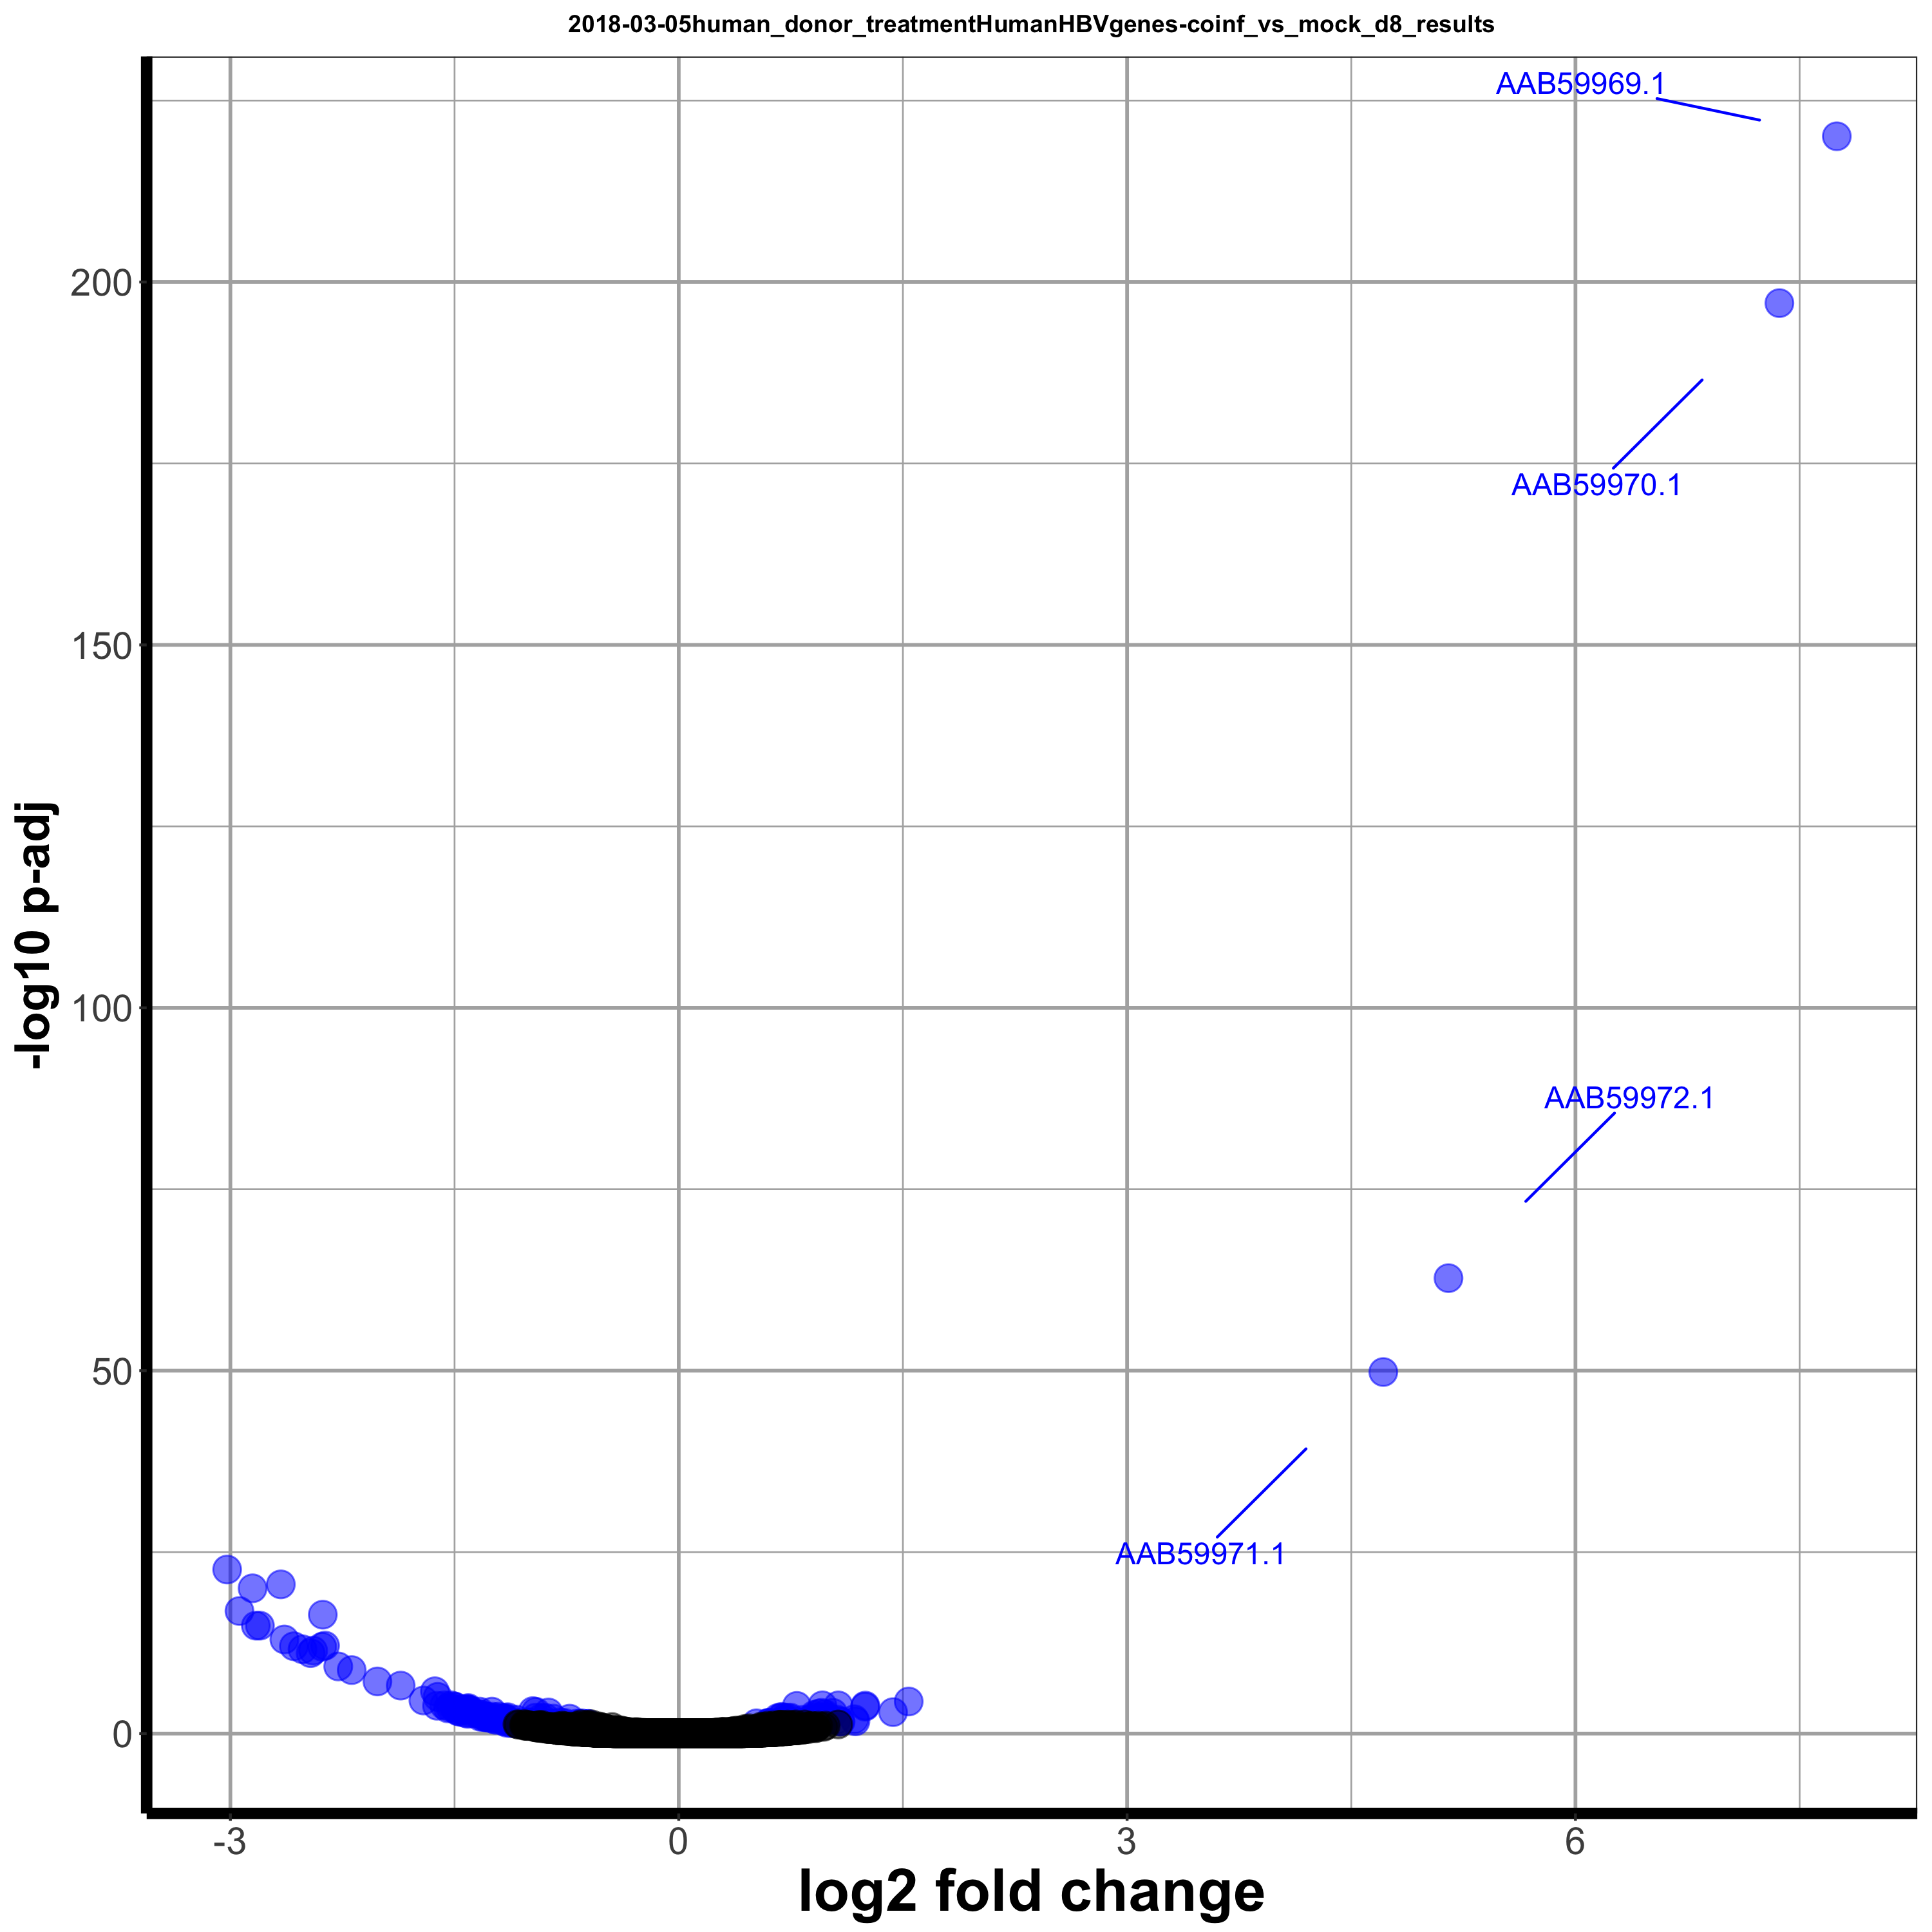 2018-03-05human_donor_treatmentHumanHBVgenes-coinf_vs_mock_d8_results
AAB59969.1
AAB59970.1
AAB59972.1
AAB59971.1
200
150
100
50
0
-log10 p-adj
-3
0
3
6
log2 fold change